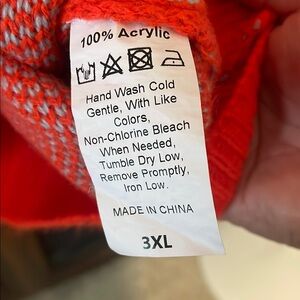 100% Acrylic
Hand Wash Cold
Gentle, With Like
Colors,
Non-Chlorine Bleach
When Needed,
Tumble Dry Low,
Remove Promptly,
Iron Low.
MADE IN CHINA
3XL